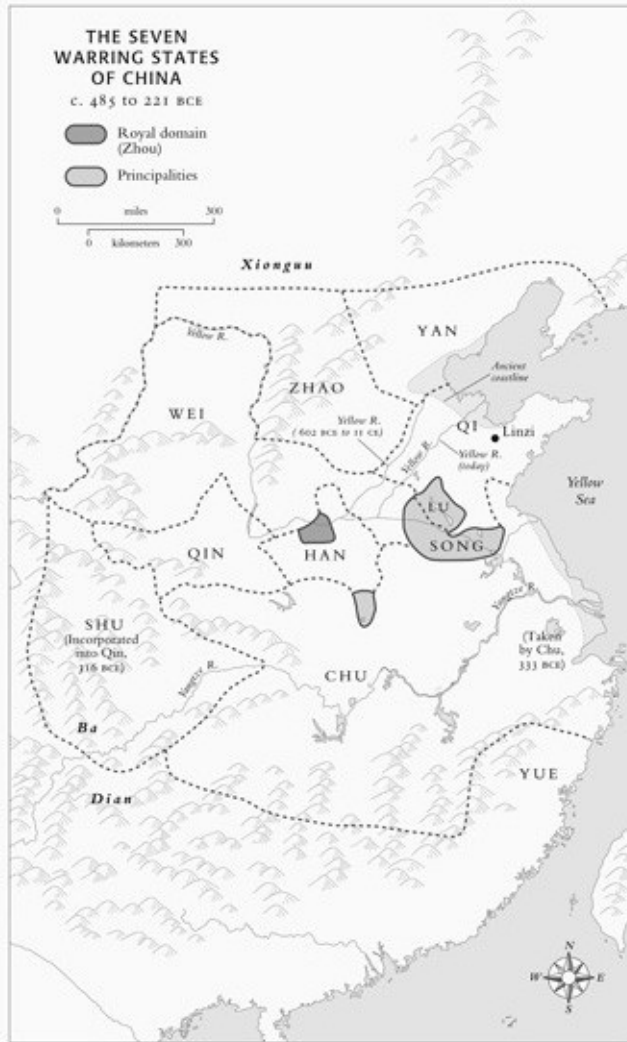 THE SEVEN
WARRING STATES
OF CHINA
c. 485 to 221 BCE
Royal domain
(Zhou)
Principalities
0 miles 300
0 kilometers 300
Xiongnu
Yellow R.
YAN
ZHAO
Ancient
coastline
WEI
Yellow R.
(602 BCE to 11 CE)
QI
Linzi
Yellow R.
Yellow R.
(today)
Yellow
Sea
LU
QIN
HAN
SONG
SHU
(Incorporated
into Qin,
316 BCE)
Yangtze R.
(Taken
by Chu,
333 BCE)
Yangtze R.
CHU
Ba
YUE
Dian
N
W E
S